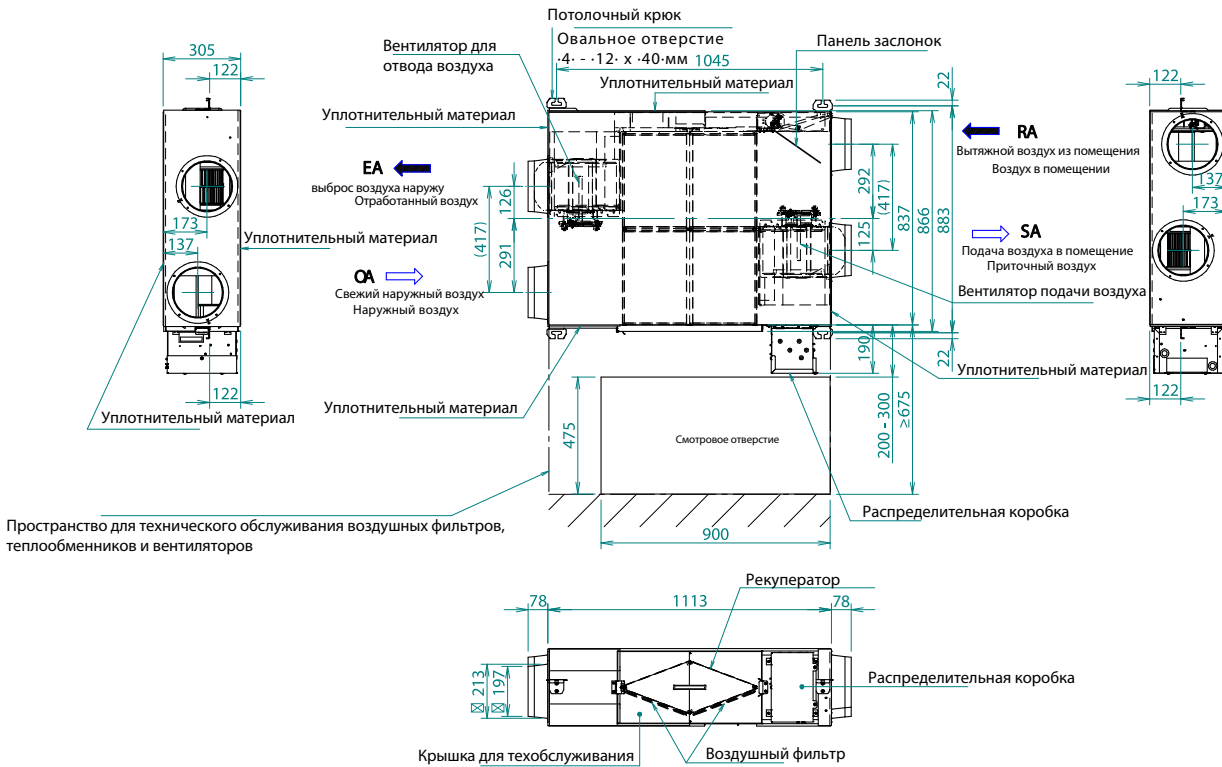 Потолочный крюк
Овальное отверстие
·4· - ·12· х ·40·мм
1045
Вентилятор для
отвода воздуха
Панель заслонок
Уплотнительный материал
305
122
22
122
Уплотнительный материал
EA
выброс воздуха наружу
Отработанный воздух
RA
Вытяжной воздух из помещения
Воздух в помещении
126
(417)
291
292
(417)
125
837
866
883
173
137
137
173
Уплотнительный материал
OA
Свежий наружный воздух
Наружный воздух
SA
Подача воздуха в помещение
Приточный воздух
Вентилятор подачи воздуха
190
22
Уплотнительный материал
122
122
Уплотнительный материал
Уплотнительный материал
475
Смотровое отверстие
200 - 300
≥675
Распределительная коробка
900
Пространство для технического обслуживания воздушных фильтров,
теплообменников и вентиляторов
Рекуператор
78
1113
78
☒ 213
☒ 197
Распределительная коробка
Крышка для техобслуживания
Воздушный фильтр